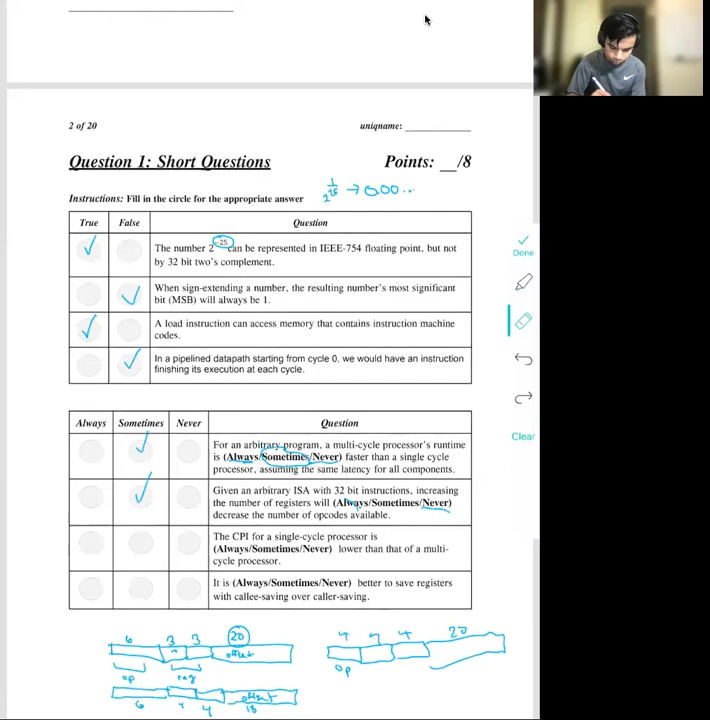 2 of 20
uniqname:
Question 1: Short Questions
Points: __/8
Instructions: Fill in the circle for the appropriate answer
1
2^25 → 0.00...
True False Question
The number 2^-25 can be represented in IEEE-754 floating point, but not
by 32 bit two's complement.
When sign-extending a number, the resulting number's most significant
bit (MSB) will always be 1.
A load instruction can access memory that contains instruction machine
codes.
In a pipelined datapath starting from cycle 0, we would have an instruction
finishing its execution at each cycle.
Done
Clear
Always Sometimes Never Question
For an arbitrary program, a multi-cycle processor's runtime
is (Always/Sometimes/Never) faster than a single cycle
processor, assuming the same latency for all components.
Given an arbitrary ISA with 32 bit instructions, increasing
the number of registers will (Always/Sometimes/Never)
decrease the number of opcodes available.
The CPI for a single-cycle processor is
(Always/Sometimes/Never) lower than that of a multi-
cycle processor.
It is (Always/Sometimes/Never) better to save registers
with callee-saving over caller-saving.
6 3 3 20
offset
op reg
offset
6 4 4 18
4 4 20
op